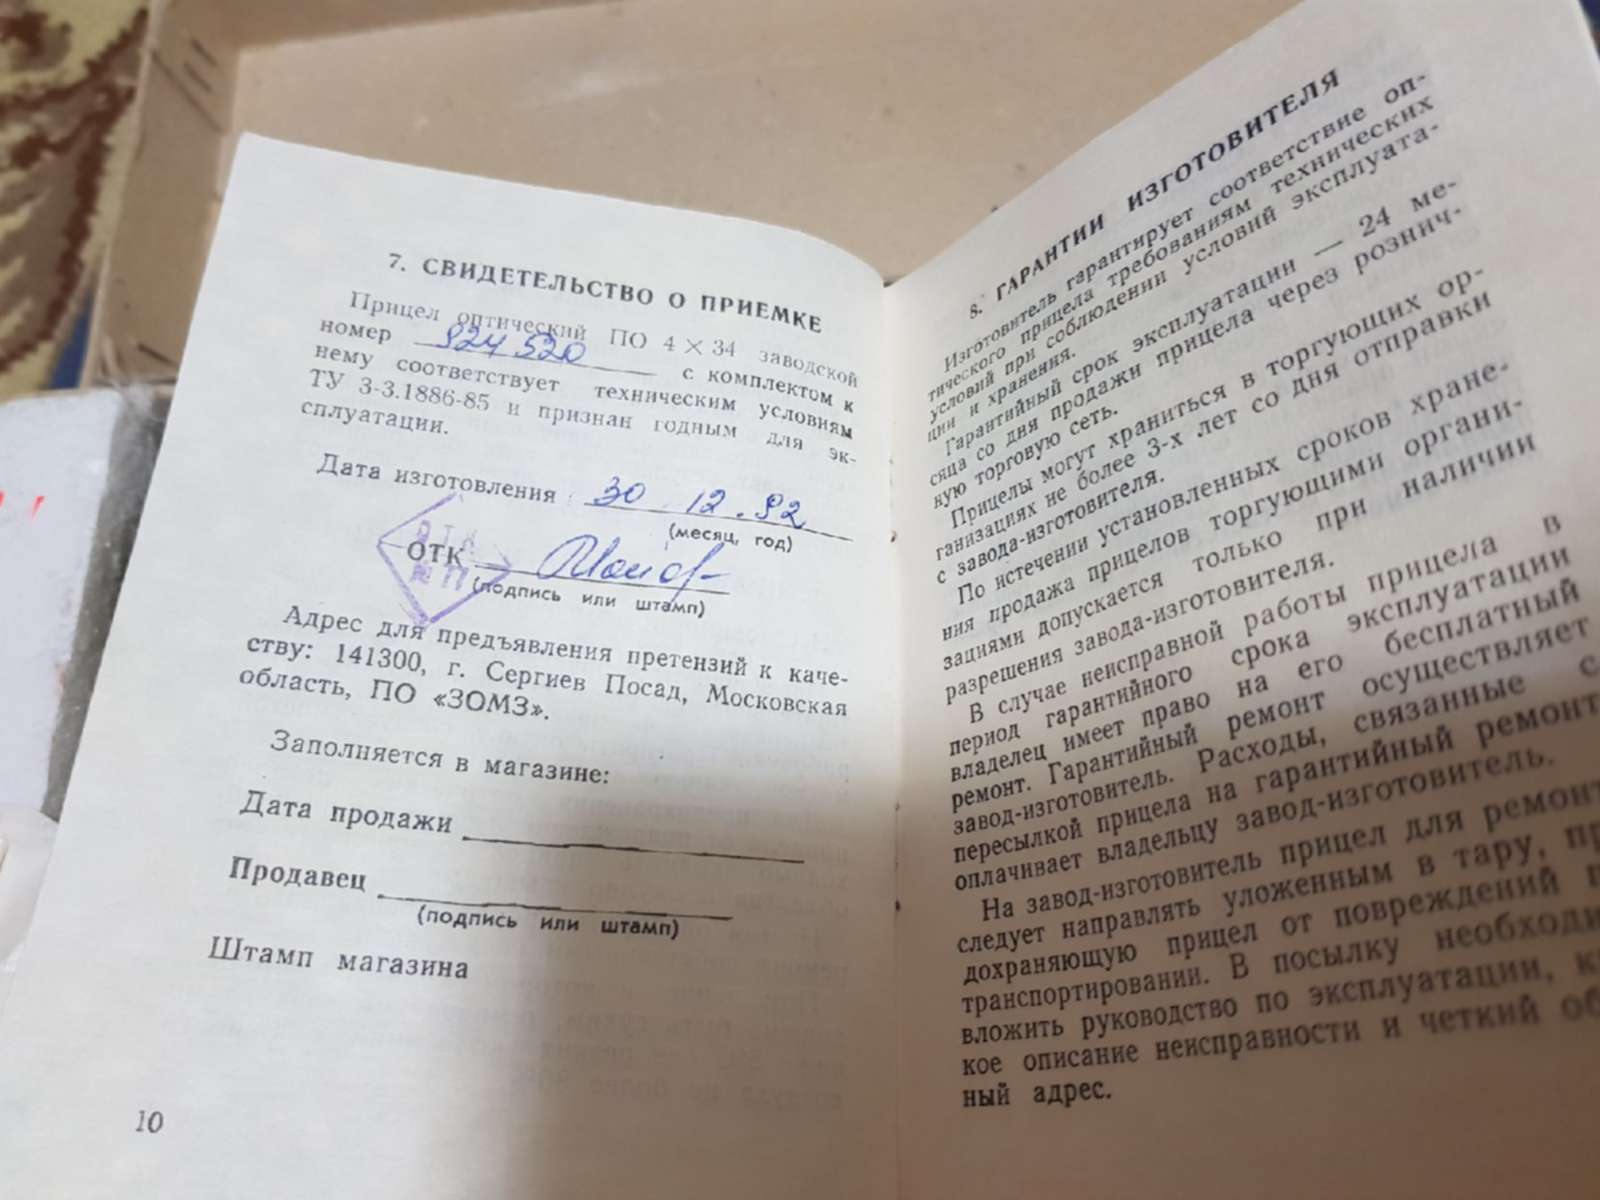 7. СВИДЕТЕЛЬСТВО О ПРИЕМКЕ
Прицел оптический ПО 4 × 34 заводской
номер 924520 с комплектом к
нему соответствует техническим условиям
ТУ 3-3.1886-85 и признан годным для эк-
сплуатации.
Дата изготовления 30.12.92
(месяц, год)
ОТК
(подпись или штамп)
Адрес для предъявления претензий к каче-
ству: 141300, г. Сергиев Посад, Московская
область, ПО «ЗОМЗ».
Заполняется в магазине:
Дата продажи
Продавец
(подпись или штамп)
Штамп магазина
10
8. ГАРАНТИИ ИЗГОТОВИТЕЛЯ
Изготовитель гарантирует соответствие оп-
тического прицела требованиям технических
условий при соблюдении условий эксплуата-
ции и хранения.
Гарантийный срок эксплуатации — 24 ме-
сяца со дня продажи прицела через рознич-
ную торговую сеть.
Прицелы могут храниться в торгующих ор-
ганизациях не более 3-х лет со дня отправки
с завода-изготовителя.
По истечении установленных сроков хране-
ния продажа прицелов торгующими органи-
зациями допускается только при наличии
разрешения завода-изготовителя.
В случае неисправной работы прицела в
период гарантийного срока эксплуатации
владелец имеет право на его бесплатный
ремонт. Гарантийный ремонт осуществляет
завод-изготовитель. Расходы, связанные с
пересылкой прицела на гарантийный ремонт
оплачивает владельцу завод-изготовитель.
На завод-изготовитель прицел для ремонт
следует направлять уложенным в тару, пр
дохраняющую прицел от повреждений п
транспортировании. В посылку необходи
вложить руководство по эксплуатации, к
кое описание неисправности и четкий об
ный адрес.